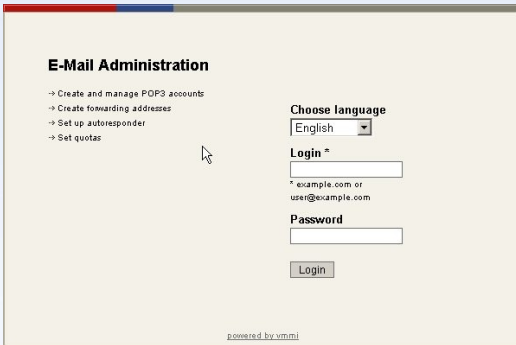 E-Mail Administration
→ Create and manage POP3 accounts
→ Create forwarding addresses
→ Set up autoresponder
→ Set quotas
Choose language
English
Login *
* example.com or
user@example.com
Password
Login
powered by vmmi